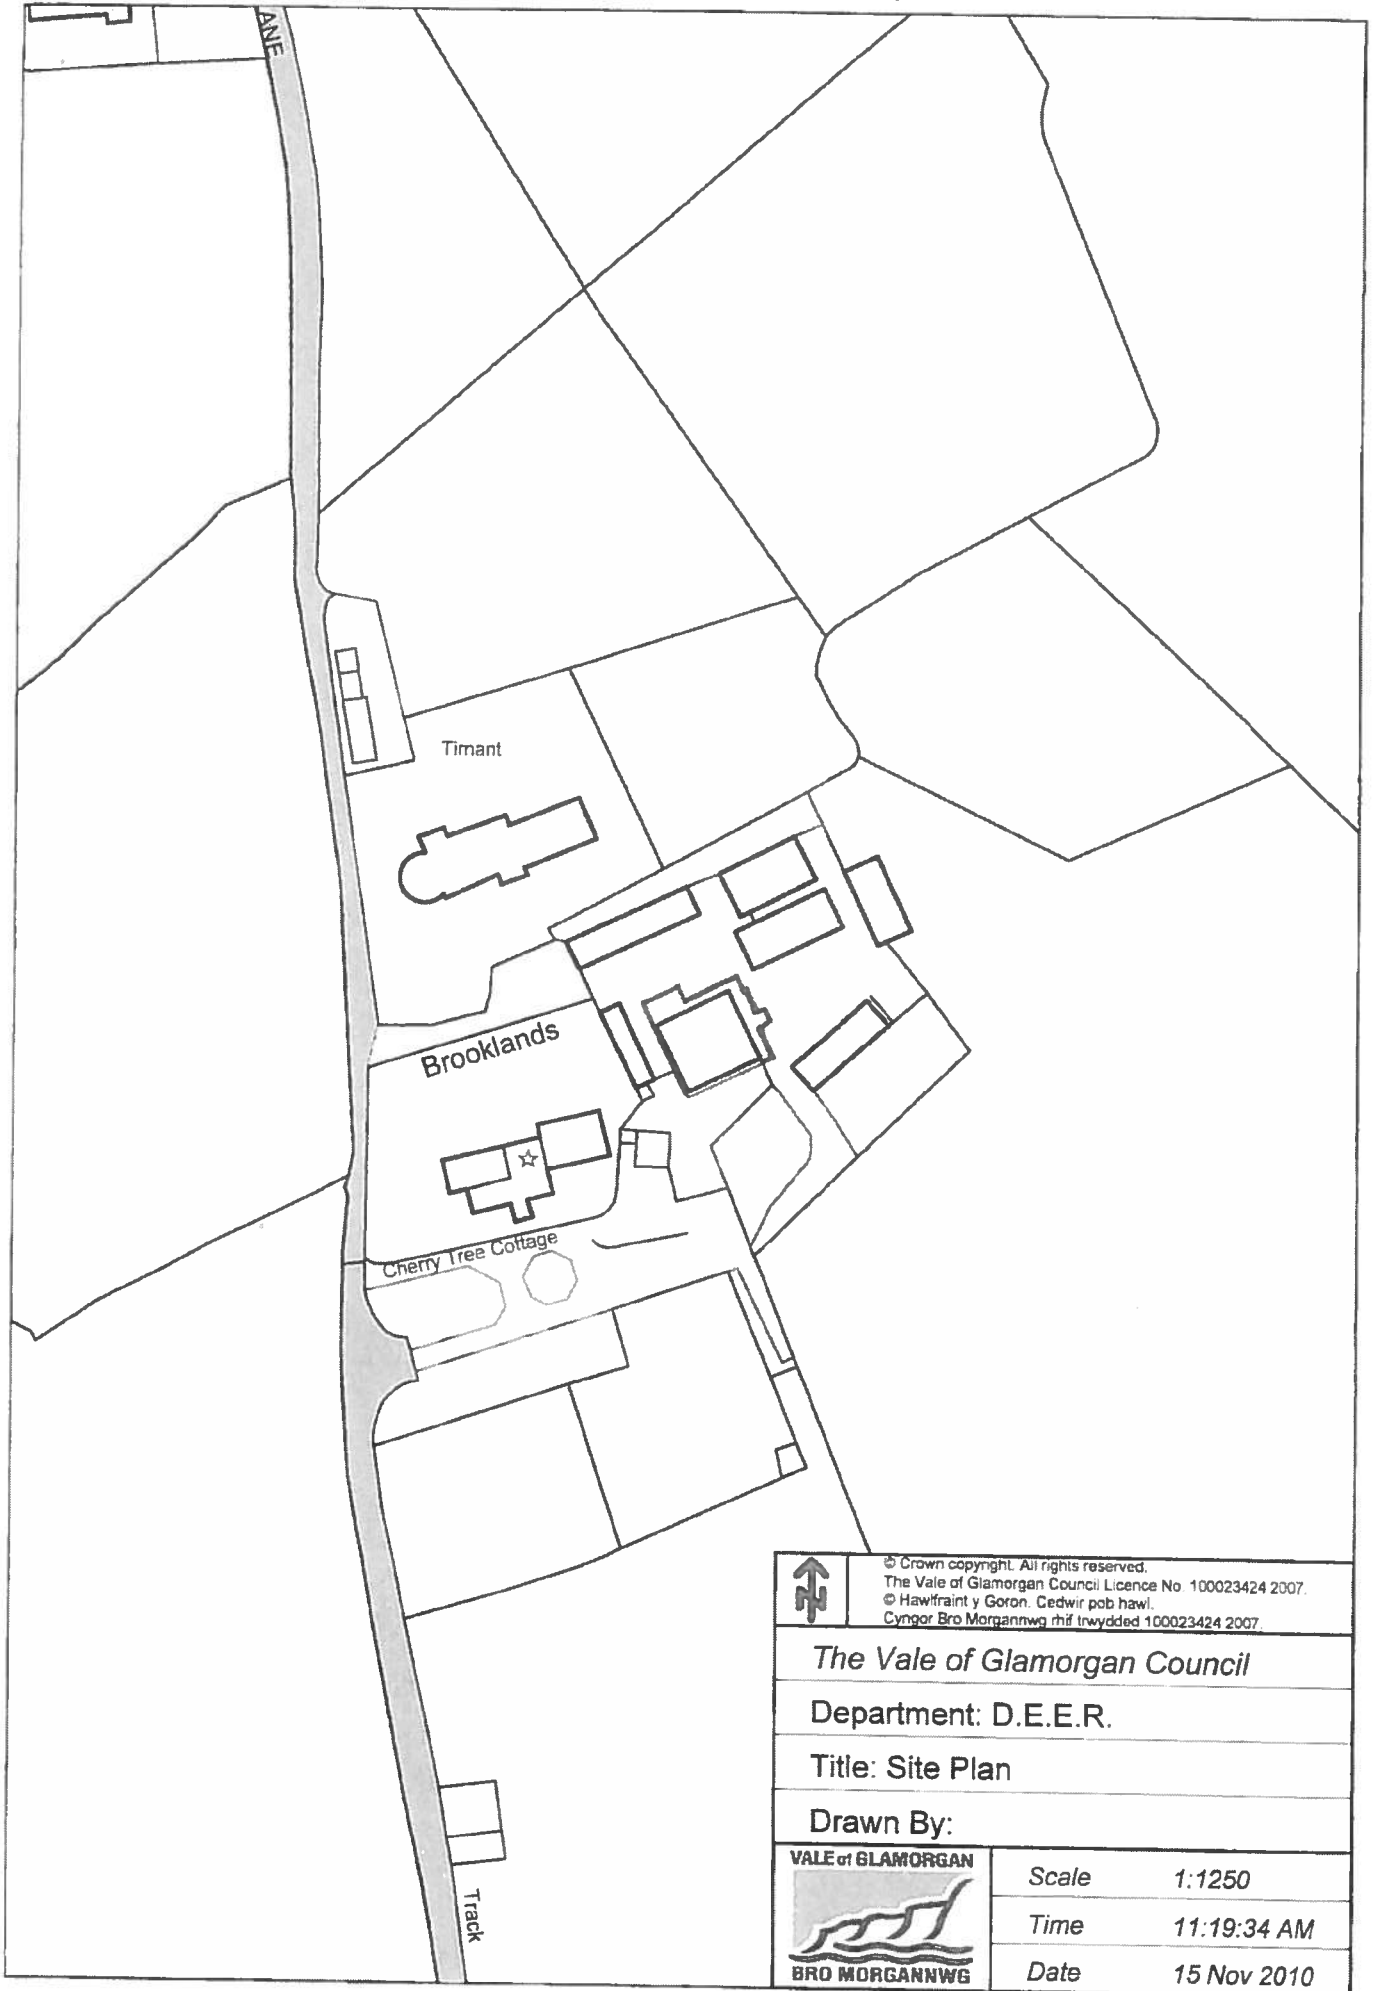 ANE
Timant
Brooklands
Cherry Tree Cottage
Track
© Crown copyright. All rights reserved.
The Vale of Glamorgan Council Licence No. 100023424 2007.
© Hawlfraint y Goron. Cedwir pob hawl.
Cyngor Bro Morgannwg rhif trwydded 100023424 2007.
N
The Vale of Glamorgan Council
Department: D.E.E.R.
Title: Site Plan
Drawn By:
VALE of GLAMORGAN
BRO MORGANNWG
Scale 1:1250
Time 11:19:34 AM
Date 15 Nov 2010